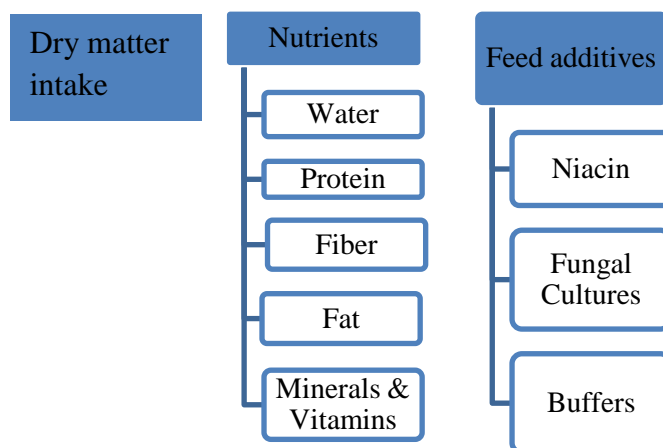 Dry matter
intake
Nutrients
Water
Protein
Fiber
Fat
Minerals &
Vitamins
Feed additives
Niacin
Fungal
Cultures
Buffers